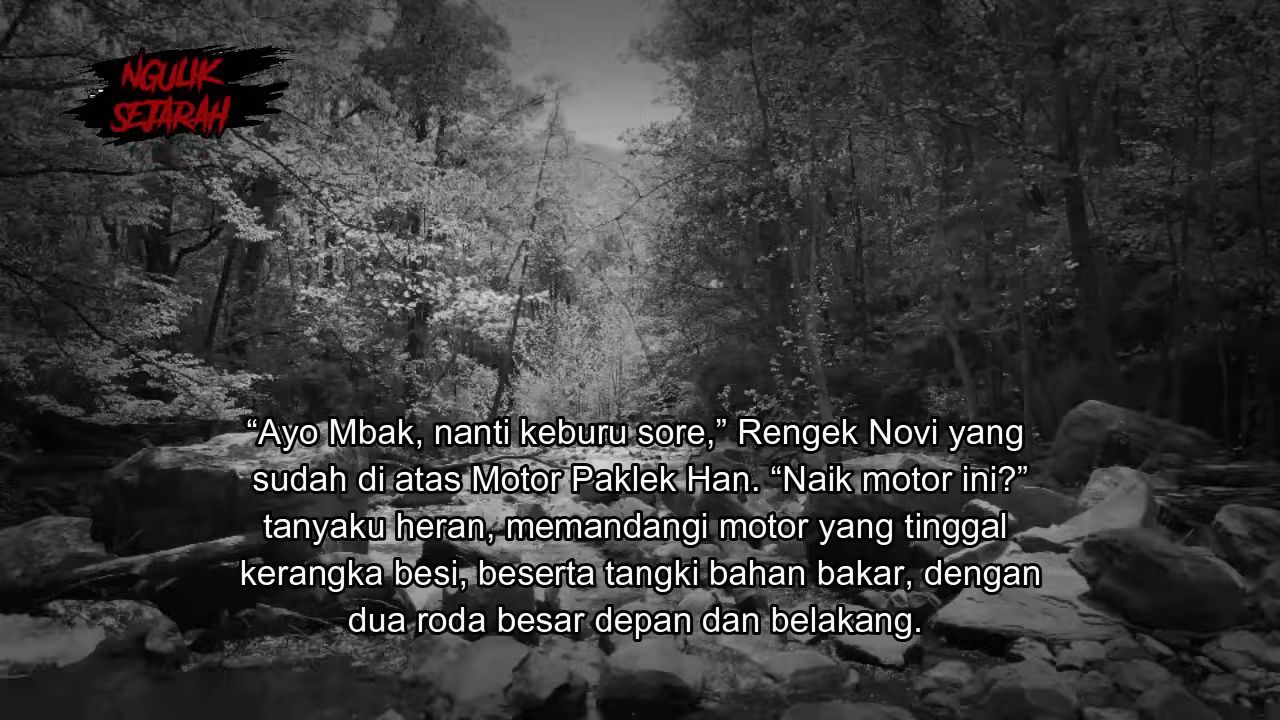 NGULIK
SEJARAH
“Ayo Mbak, nanti keburu sore,” Rengek Novi yang
sudah di atas Motor Paklek Han. “Naik motor ini?”
tanyaku heran, memandangi motor yang tinggal
kerangka besi, beserta tangki bahan bakar, dengan
dua roda besar depan dan belakang.